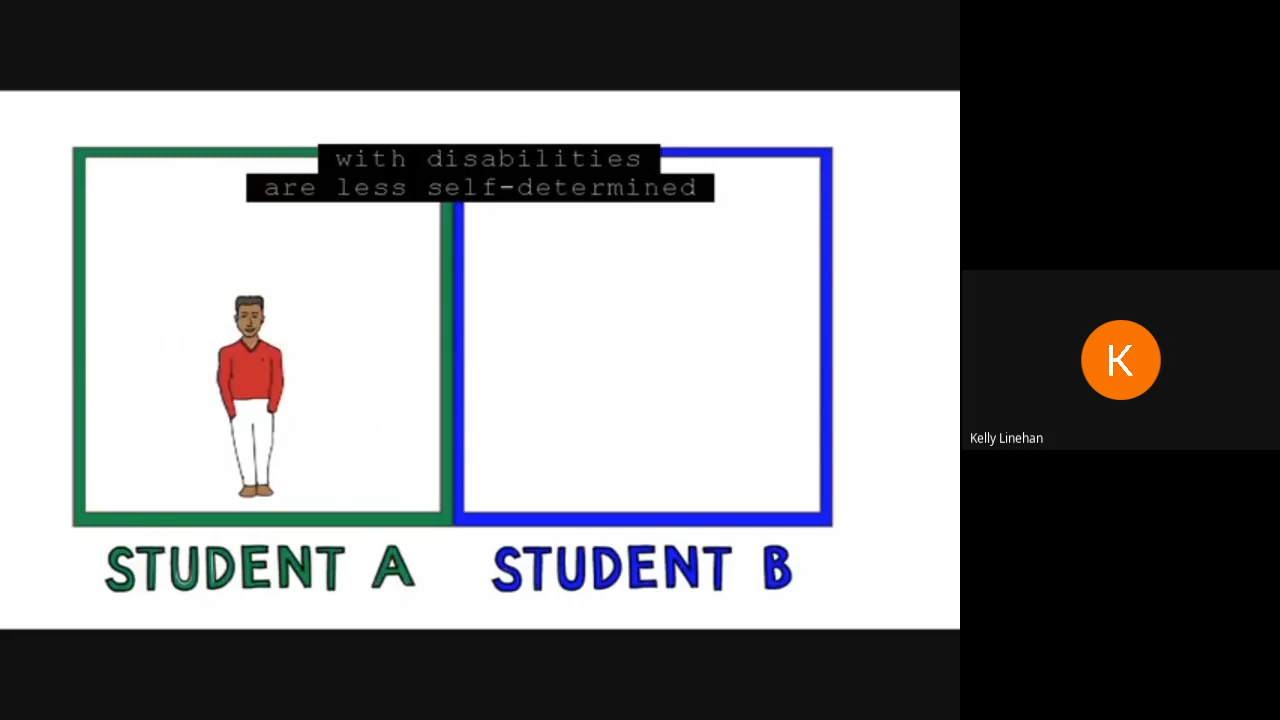 with disabilities
are less self-determined
STUDENT A
STUDENT B
K
Kelly Linehan